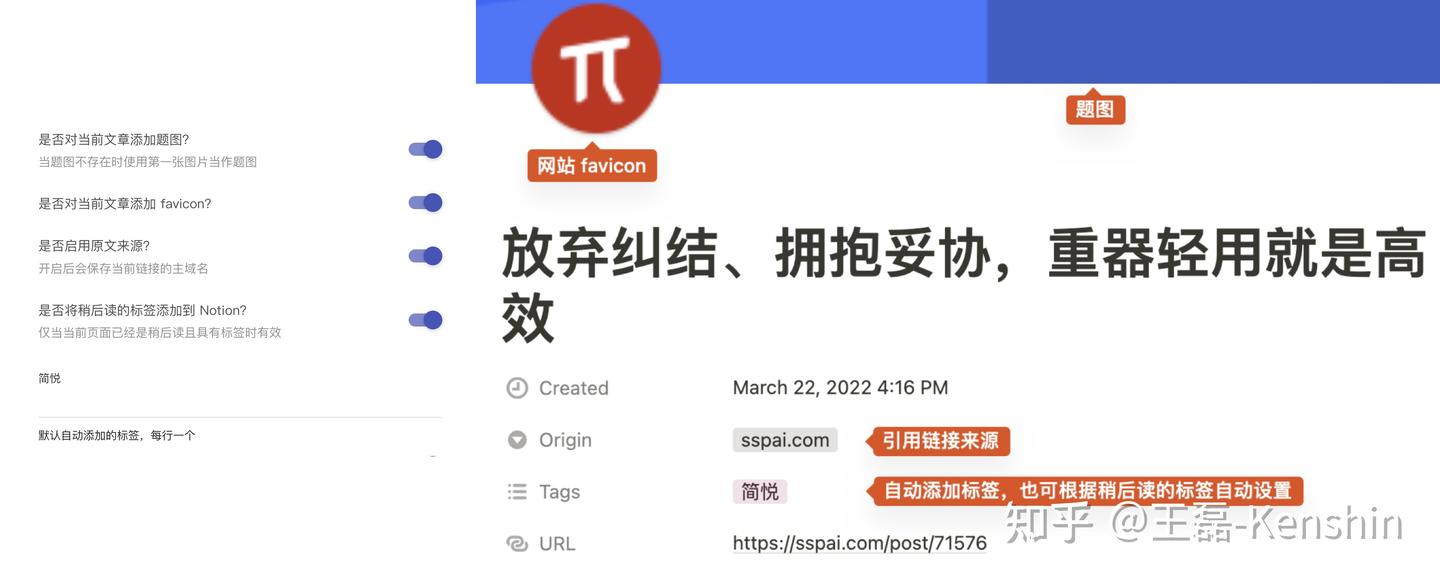 是否对当前文章添加题图?
当题图不存在时使用第一张图片当作题图
是否对当前文章添加 favicon?
是否启用原文来源?
开启后会保存当前链接的主域名
是否将稍后读的标签添加到 Notion?
仅当当前页面已经是稍后读且具有标签时有效
简悦
默认自动添加的标签，每行一个
π
题图
网站 favicon
放弃纠结、拥抱妥协，重器轻用就是高
效
Created March 22, 2022 4:16 PM
Origin sspai.com 引用链接来源
Tags 简悦 自动添加标签，也可根据稍后读的标签自动设置
URL https://sspai.com/post/71576
知乎 @王磊-Kenshin